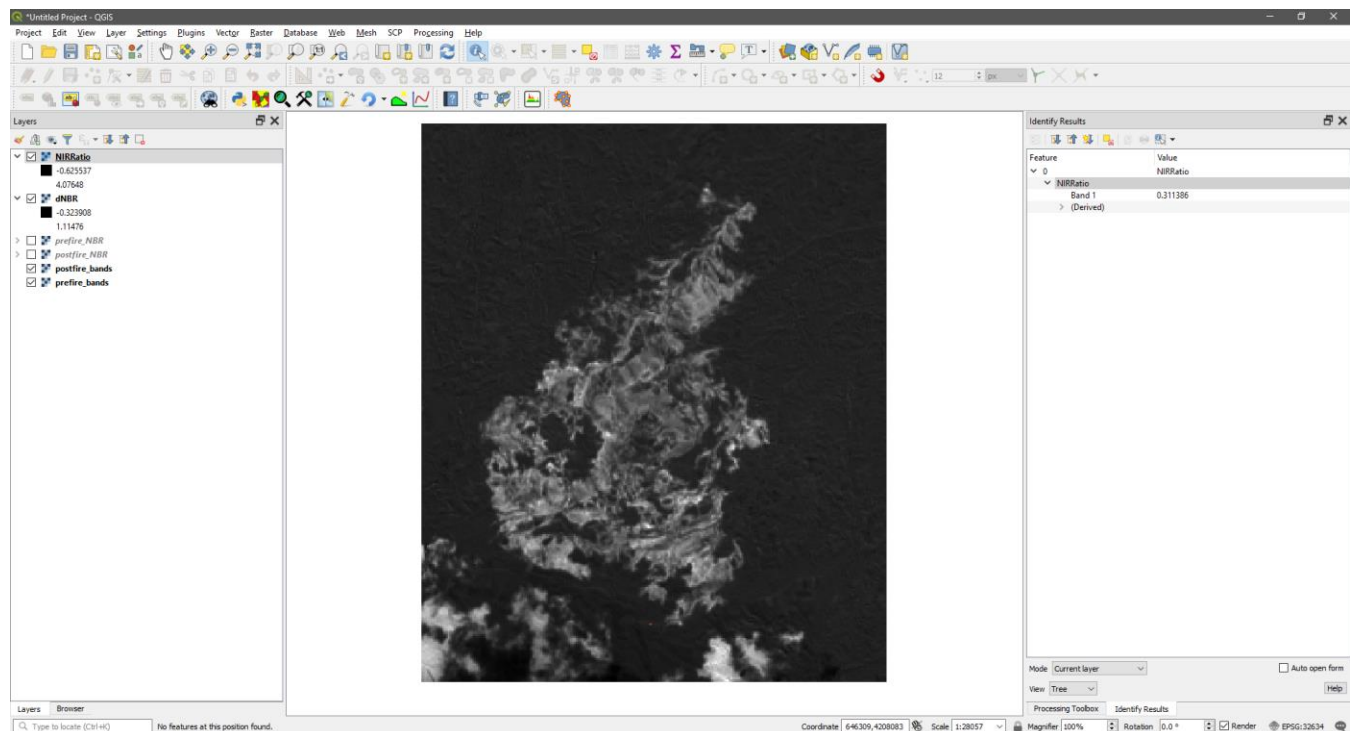 *Untitled Project - QGIS
Project Edit View Layer Settings Plugins Vector Raster Database Web Mesh SCP Processing Help
12 px
Layers
NIRRatio
-0.625537
4.07648
dNBR
-0.323908
1.11476
prefire_NBR
postfire_NBR
postfire_bands
prefire_bands
Identify Results
Feature Value
0 NIRRatio
NIRRatio
Band 1 0.311386
(Derived)
Mode Current layer Auto open form
View Tree Help
Layers Browser
Processing Toolbox Identify Results
Type to locate (Ctrl+K) No features at this position found. Coordinate 646309,4208083 Scale 1:28057 Magnifier 100% Rotation 0.0 ° Render EPSG:32634